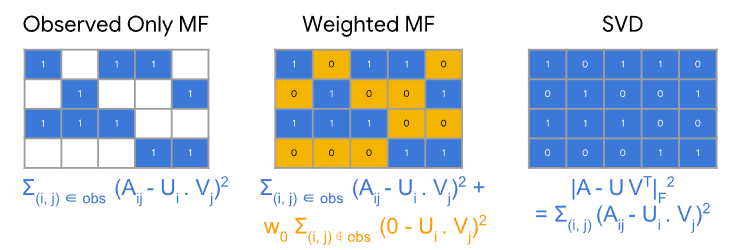 Observed Only MF
1 1 1
1 1
1 1 1
1 1
Σ(i, j) ∈ obs (Aij - Ui . Vj)2
Weighted MF
1 0 1 1 0
0 1 0 0 1
1 1 1 0 0
0 0 0 1 1
Σ(i, j) ∈ obs (Aij - Ui . Vj)2 +
w0 Σ(i, j) ∉ obs (0 - Ui . Vj)2
SVD
1 0 1 1 0
0 1 0 0 1
1 1 1 0 0
0 0 0 1 1
|A - U VT|F2
= Σ(i, j) (Aij - Ui . Vj)2